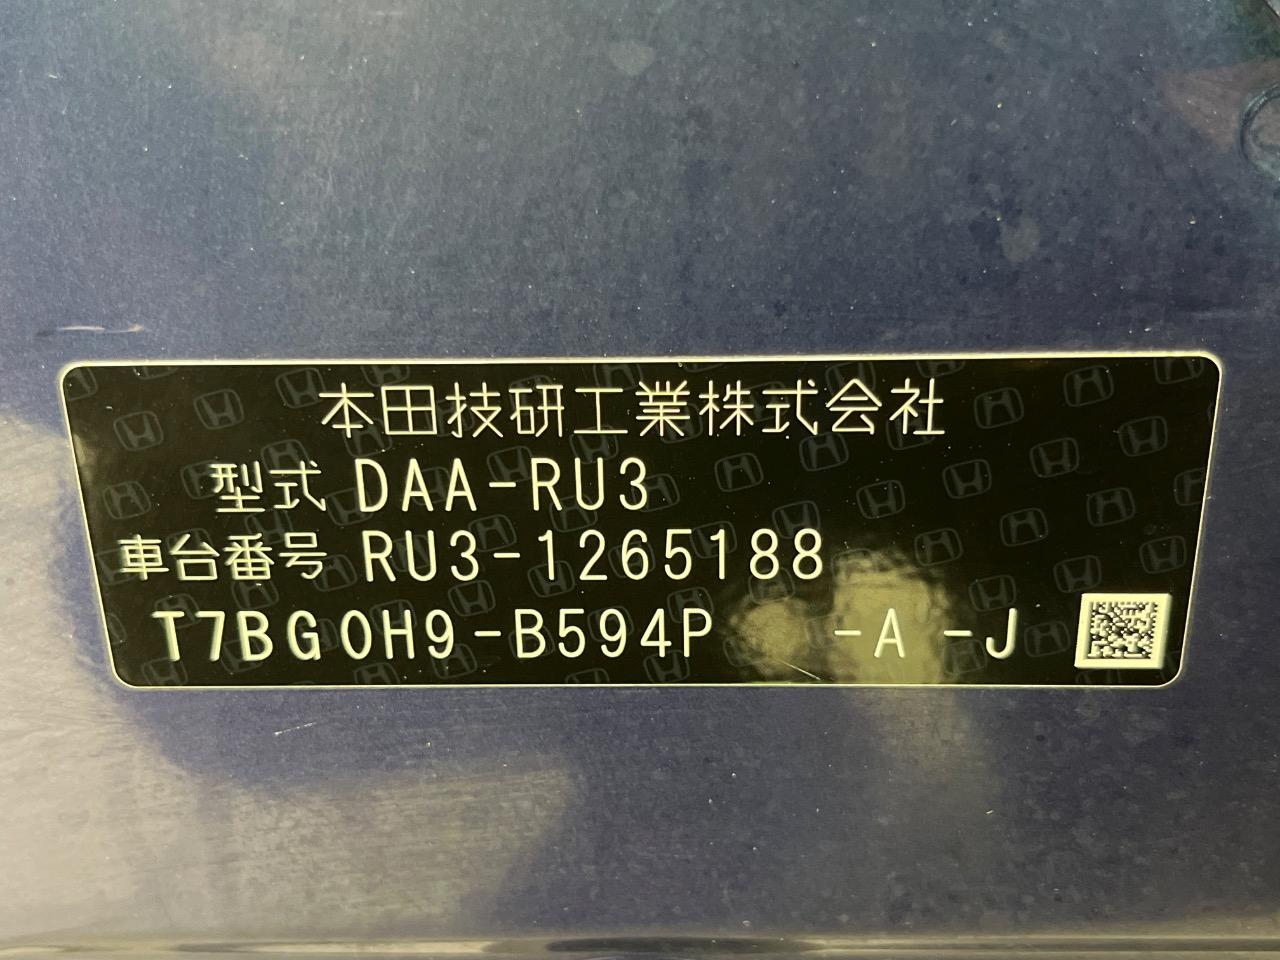 本田技研工業株式会社
型式 DAA-RU3
車台番号 RU3-1265188
T7BG0H9-B594P -A -J